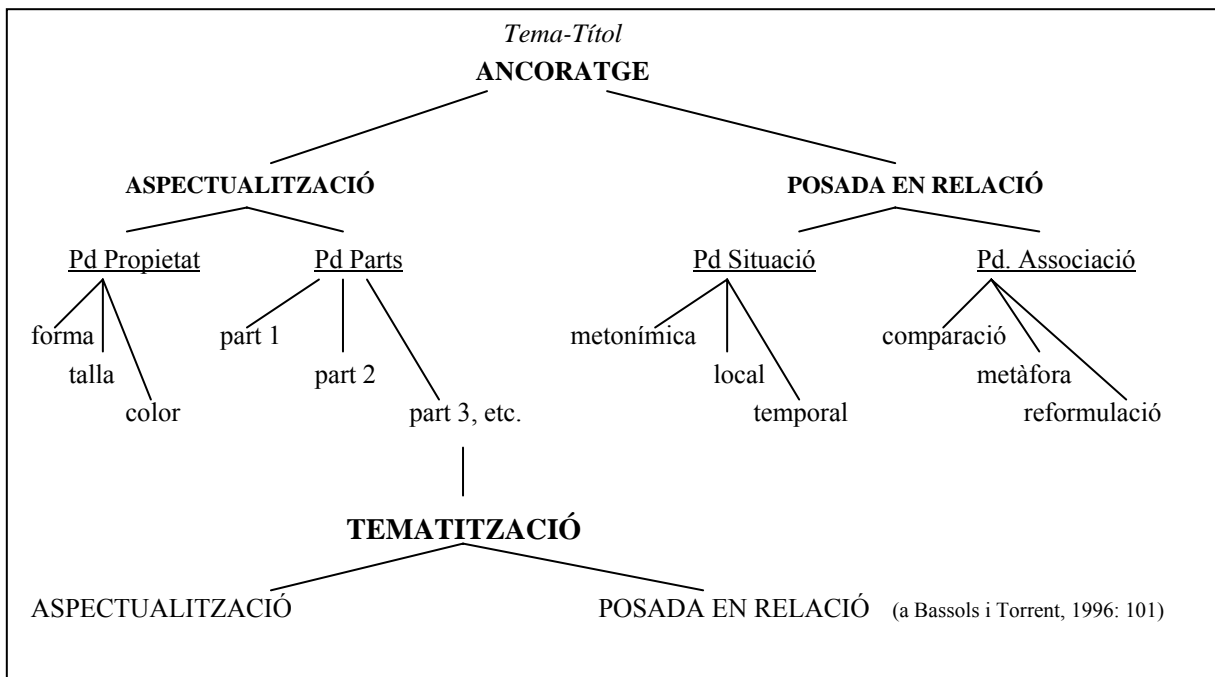 Tema-Títol
ANCORATGE
ASPECTUALITZACIÓ POSADA EN RELACIÓ
Pd Propietat Pd Parts Pd Situació Pd. Associació
forma part 1 metonímica comparació
talla part 2 local metàfora
color part 3, etc. temporal reformulació
TEMATITZACIÓ
ASPECTUALITZACIÓ POSADA EN RELACIÓ (a Bassols i Torrent, 1996: 101)